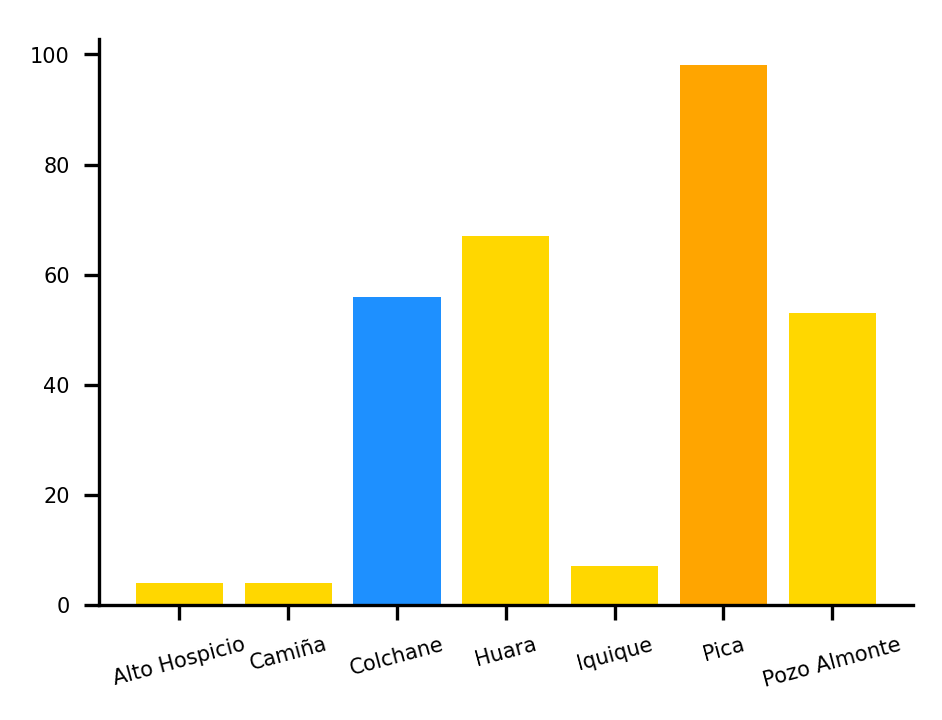 100
80
60
40
20
0
Alto Hospicio
Camiña
Colchane
Huara
Iquique
Pica
Pozo Almonte